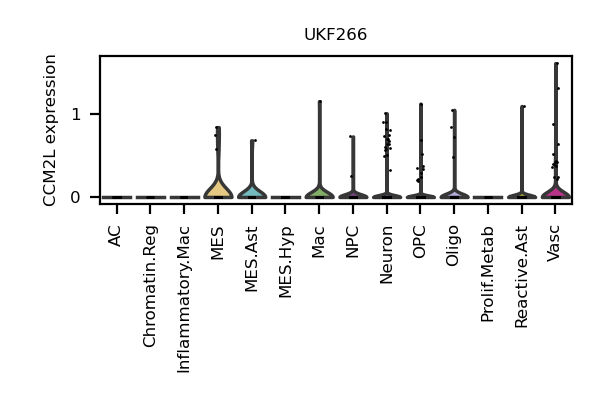 UKF266
CCM2L expression
1
0
AC
Chromatin.Reg
Inflammatory.Mac
MES
MES.Ast
MES.Hyp
Mac
NPC
Neuron
OPC
Oligo
Prolif.Metab
Reactive.Ast
Vasc